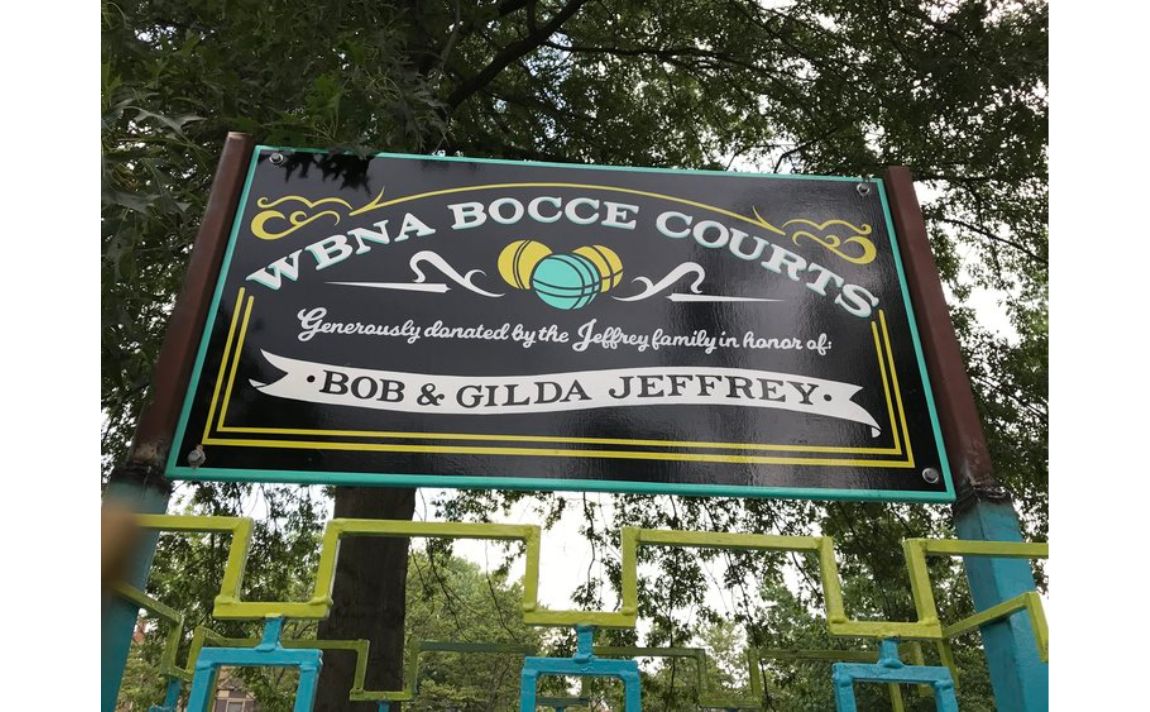 WBNA BOCCE COURTS
Generously donated by the Jeffrey family in honor of:
·BOB & GILDA JEFFREY·